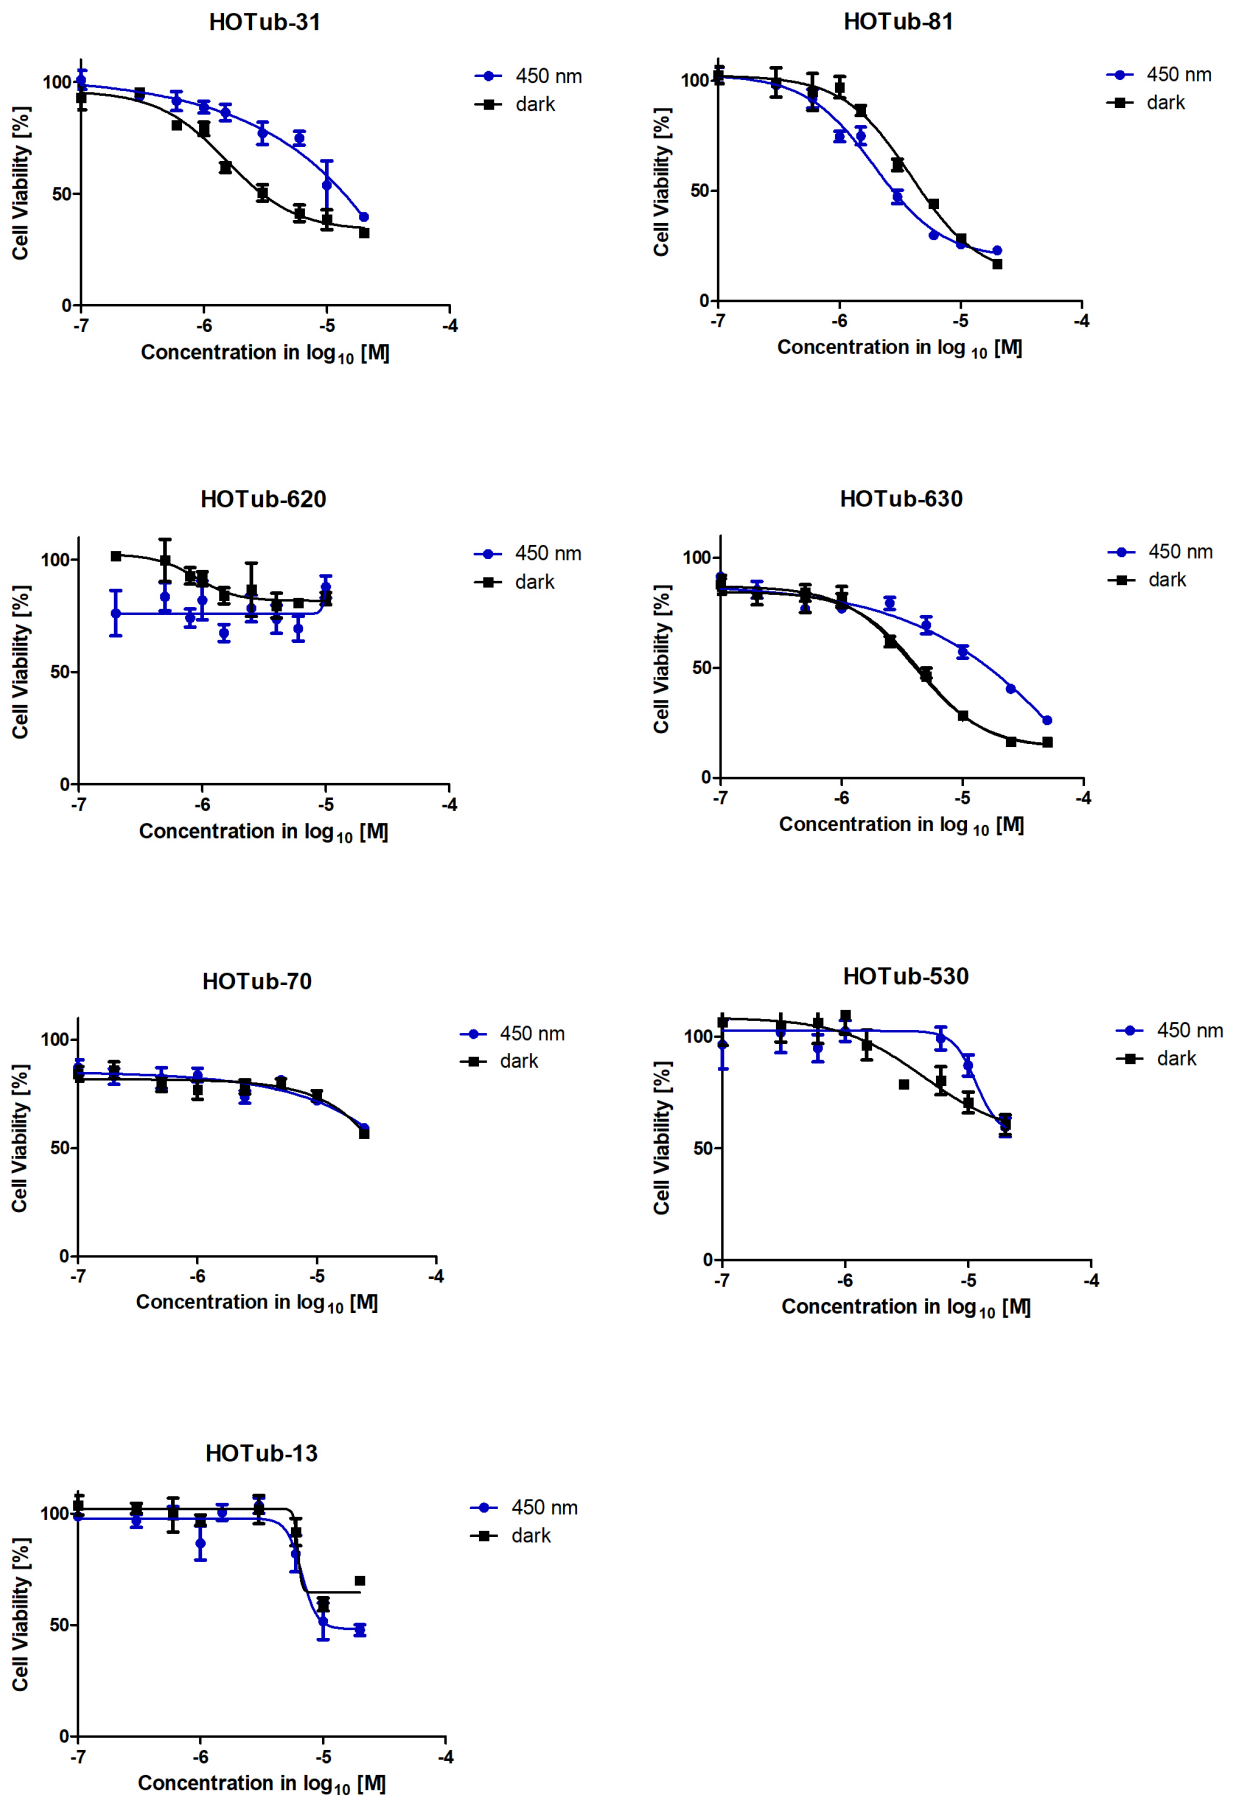 HOTub-31
Cell Viability [%]
100
50
0
-7 -6 -5 -4
Concentration in log10 [M]
450 nm
dark
HOTub-81
Cell Viability [%]
100
50
0
-7 -6 -5 -4
Concentration in log10 [M]
450 nm
dark
HOTub-620
Cell Viability [%]
100
50
0
-7 -6 -5 -4
Concentration in log10 [M]
450 nm
dark
HOTub-630
Cell Viability [%]
100
50
0
-7 -6 -5 -4
Concentration in log10 [M]
450 nm
dark
HOTub-70
Cell Viability [%]
100
50
0
-7 -6 -5 -4
Concentration in log10 [M]
450 nm
dark
HOTub-530
Cell Viability [%]
100
50
0
-7 -6 -5 -4
Concentration in log10 [M]
450 nm
dark
HOTub-13
Cell Viability [%]
100
50
0
-7 -6 -5 -4
Concentration in log10 [M]
450 nm
dark